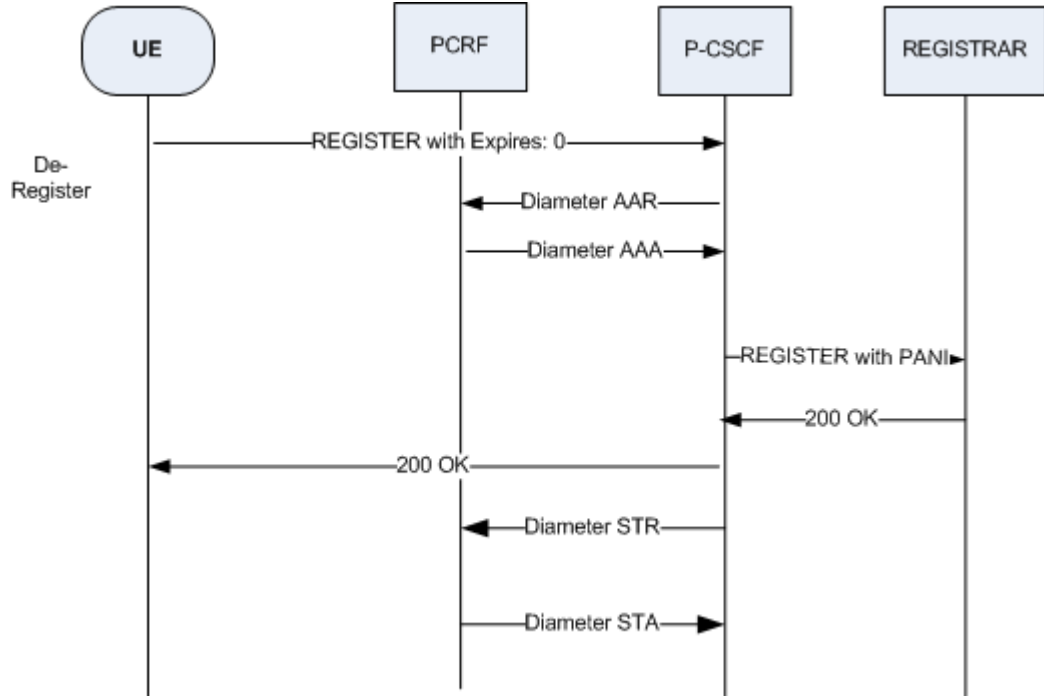 UE
PCRF
P-CSCF
REGISTRAR
REGISTER with Expires: 0
De-
Register
Diameter AAR
Diameter AAA
REGISTER with PANI
200 OK
200 OK
Diameter STR
Diameter STA